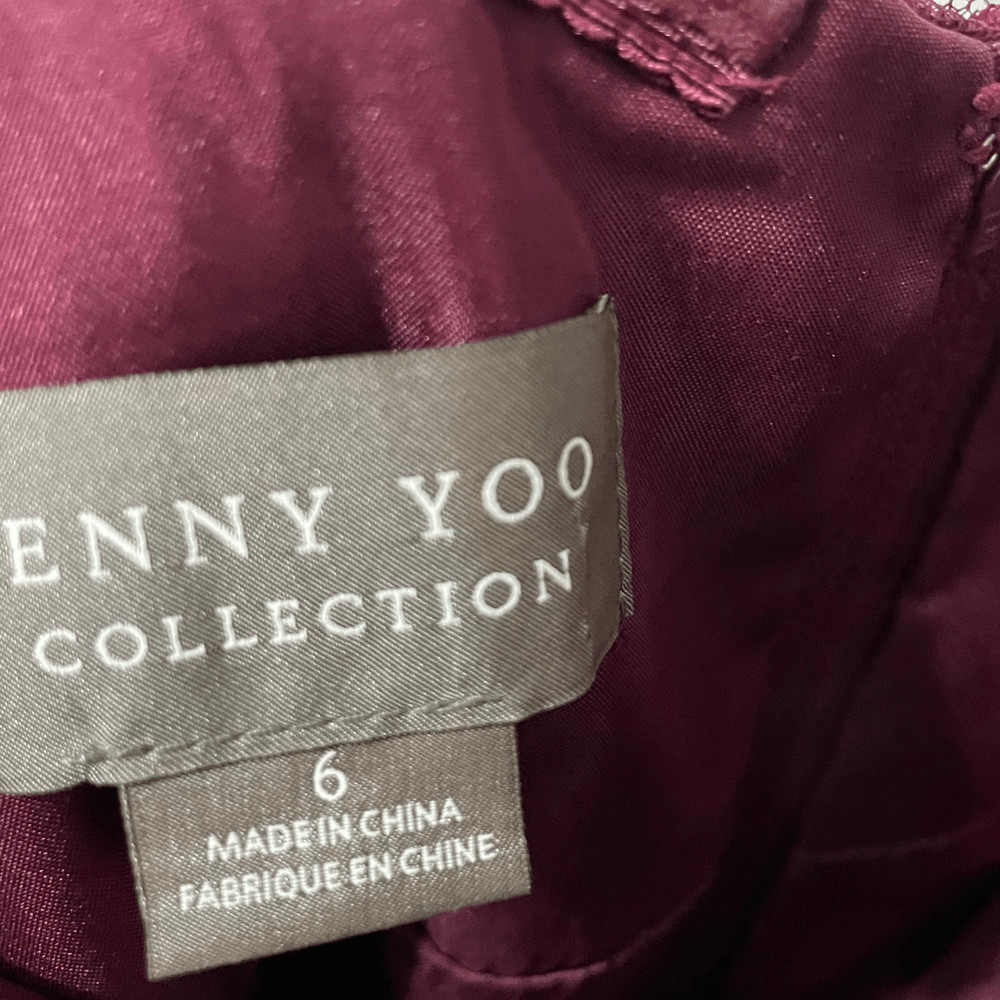 ENNY YOO
COLLECTION
6
MADE IN CHINA
FABRIQUE EN CHINE